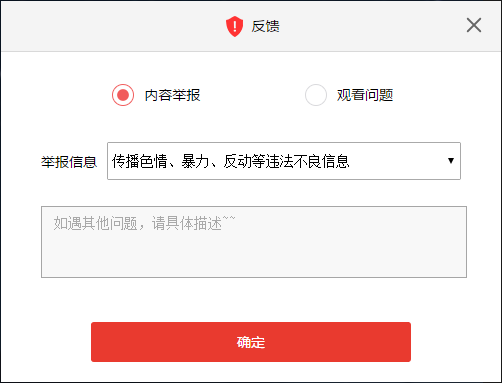 反馈
内容举报 观看问题
举报信息 传播色情、暴力、反动等违法不良信息
如遇其他问题，请具体描述~~
确定